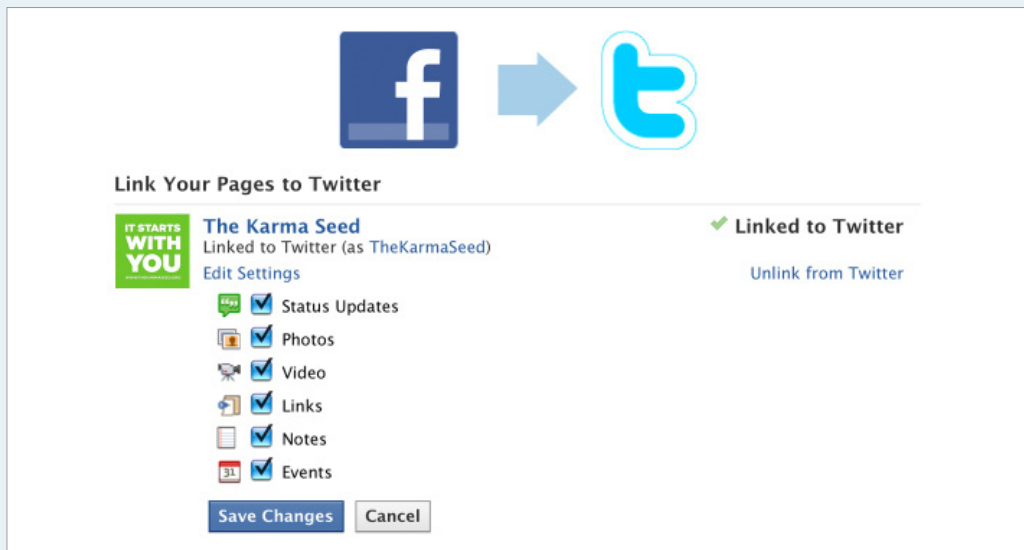 Link Your Pages to Twitter
IT STARTS
WITH
YOU
The Karma Seed
Linked to Twitter (as TheKarmaSeed)
Edit Settings
Linked to Twitter
Unlink from Twitter
Status Updates
Photos
Video
Links
Notes
31
Events
Save Changes
Cancel